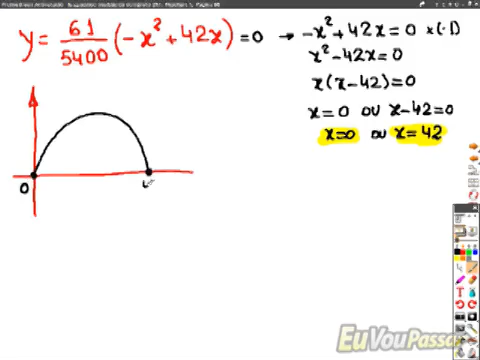 y = 61/5400 (-x² + 42x) = 0 → -x² + 42x = 0 x(-1)
x² - 42x = 0
x(x - 42) = 0
x = 0 ou x - 42 = 0
x=0 ou x = 42
0
EuVouPassar